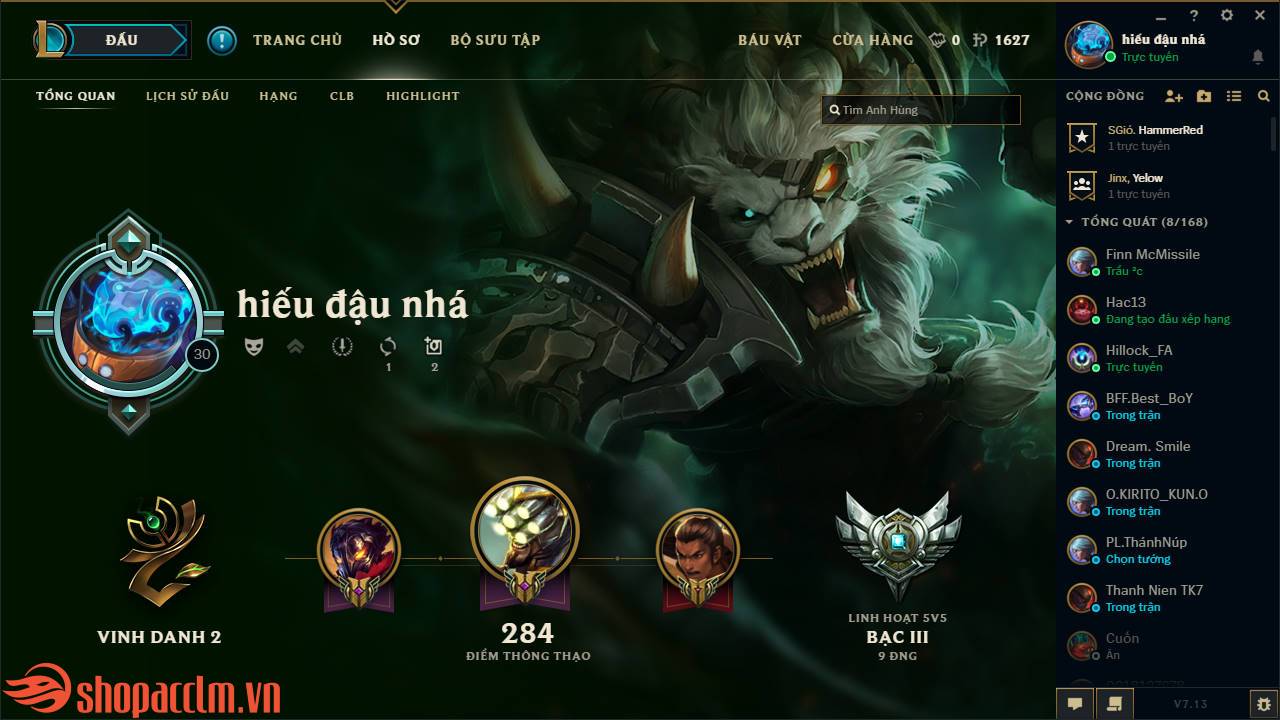 ĐẤU
TRANG CHỦ
HỒ SƠ
BỘ SƯU TẬP
BÁU VẬT
CỬA HÀNG
0
1627
hiếu đậu nhá
Trực tuyến
TỔNG QUAN
LỊCH SỬ ĐẤU
HẠNG
CLB
HIGHLIGHT
Tìm Anh Hùng
CỘNG ĐỒNG
SGió. HammerRed
1 trực tuyến
Jinx, Yelow
1 trực tuyến
TỔNG QUÁT (8/168)
Finn McMissile
Trẩu ²c
Hac13
Đang tạo đấu xếp hạng
Hillock_FA
Trực tuyến
BFF.Best_BoY
Trong trận
Dream. Smile
Trong trận
O.KIRITO_KUN.O
Trong trận
PL.ThánhNúp
Chọn tướng
Thanh Nien TK7
Trong trận
Cuốn
Ẩn
V7.13
hiếu đậu nhá
30
1
2
VINH DANH 2
284
ĐIỂM THÔNG THẠO
LINH HOẠT 5V5
BẠC III
9 ĐNG
shopacclm.vn